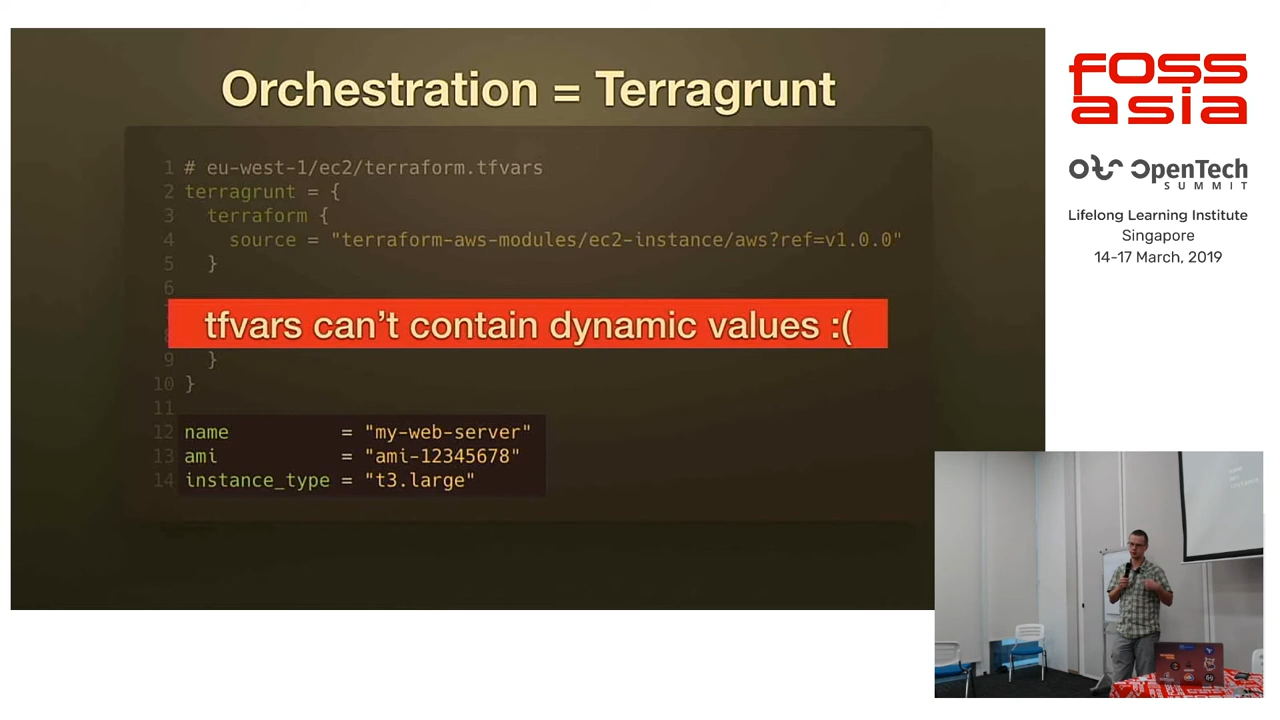 Orchestration = Terragrunt
1 # eu-west-1/ec2/terraform.tfvars
2 terragrunt = {
3 terraform {
4 source = "terraform-aws-modules/ec2-instance/aws?ref=v1.0.0"
5 }
6
tfvars can't contain dynamic values :(
9 }
10 }
11
12 name = "my-web-server"
13 ami = "ami-12345678"
14 instance_type = "t3.large"
FOSS
asia
OpenTech
SUMMIT
Lifelong Learning Institute
Singapore
14-17 March, 2019